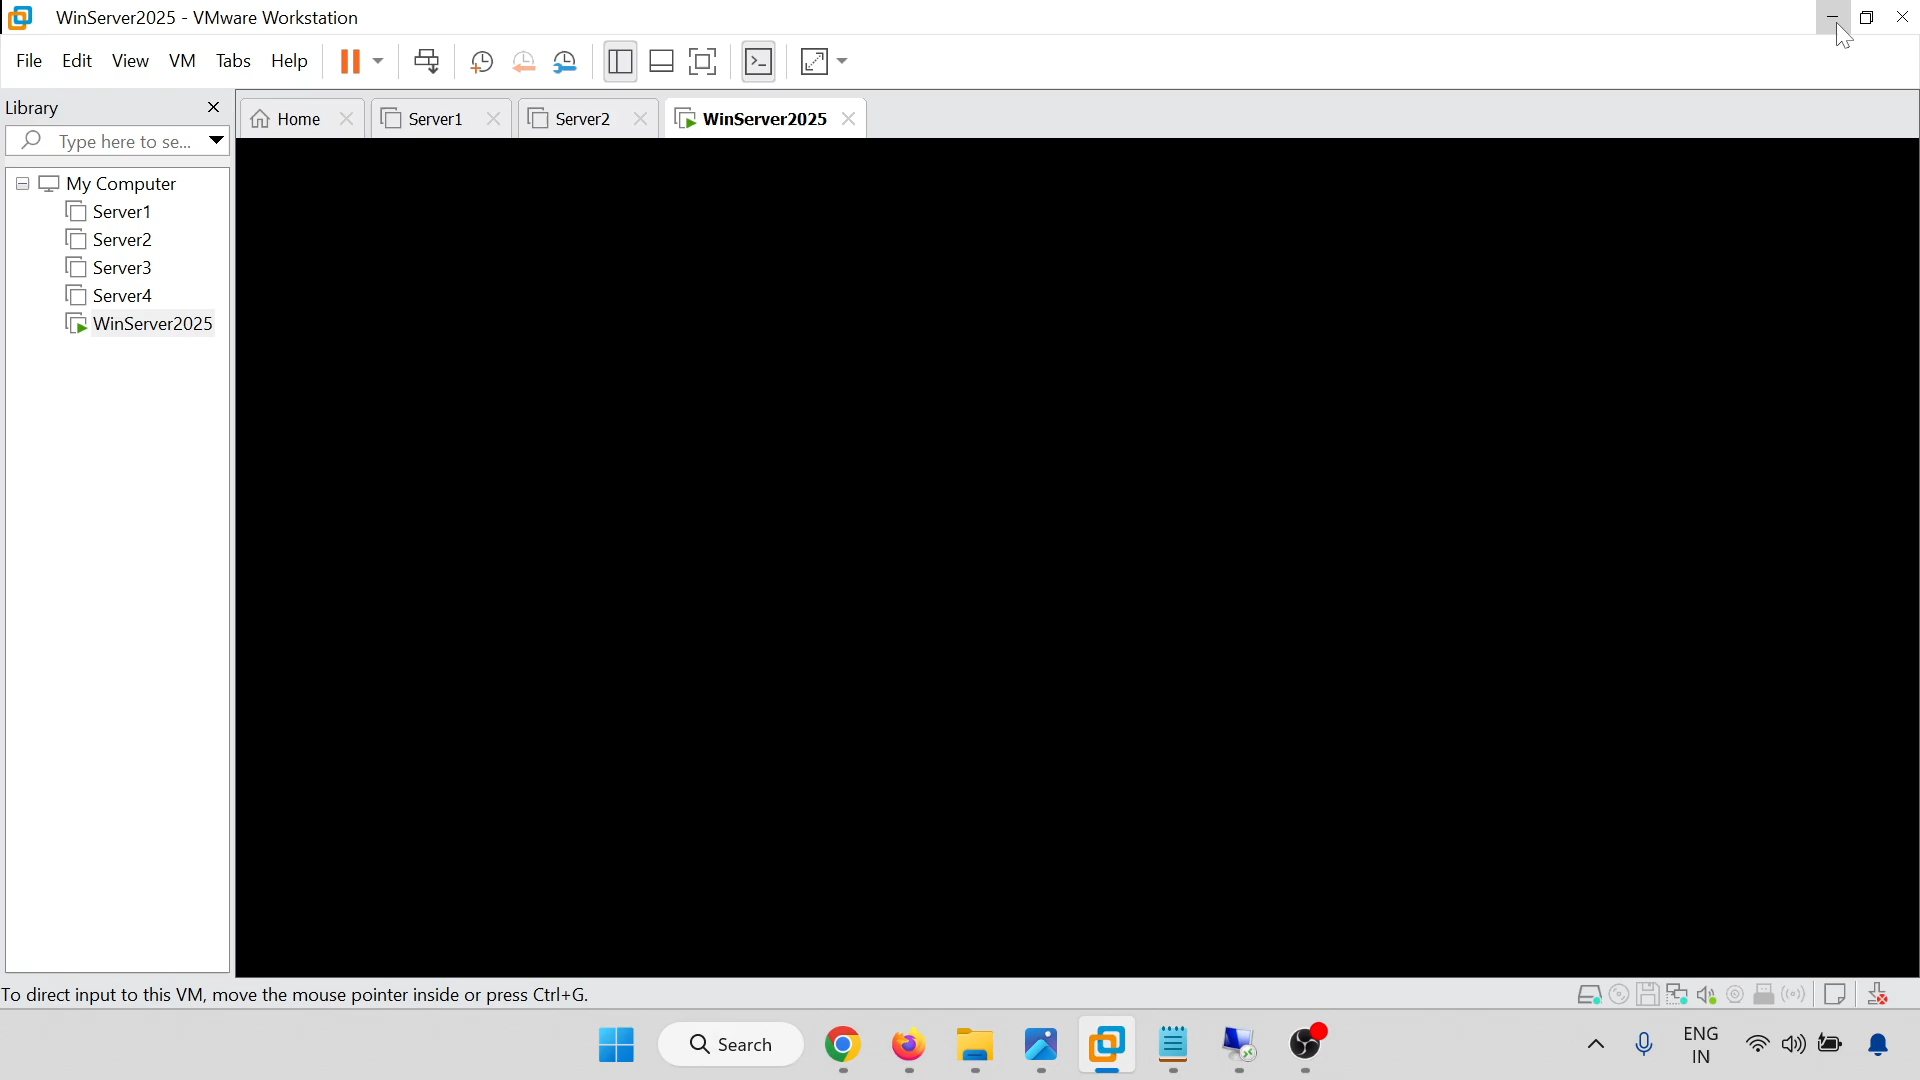 WinServer2025 - VMware Workstation
File Edit View VM Tabs Help
Library
Type here to se...
My Computer
Server1
Server2
Server3
Server4
WinServer2025
Home
Server1
Server2
WinServer2025
To direct input to this VM, move the mouse pointer inside or press Ctrl+G.
Search
ENG
IN